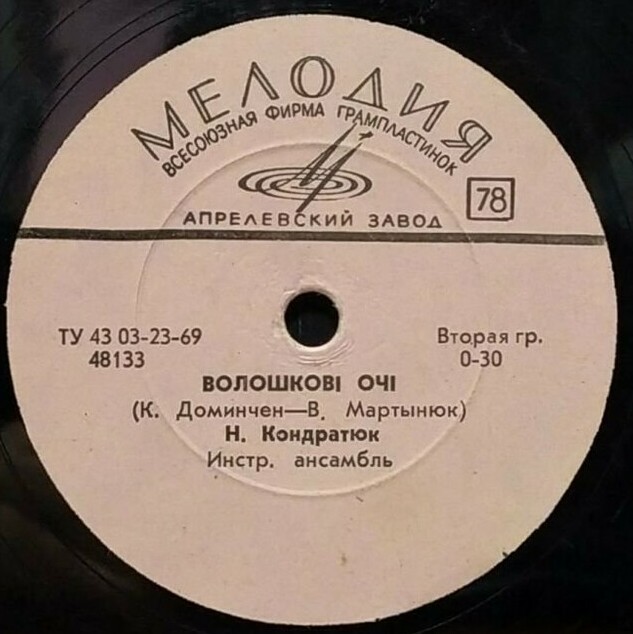 МЕЛОДИЯ
ВСЕСОЮЗНАЯ ФИРМА ГРАМПЛАСТИНОК
АПРЕЛЕВСКИЙ ЗАВОД
78
ТУ 43 03-23-69
48133
Вторая гр.
0-30
ВОЛОШКОВІ ОЧІ
(К. Доминчен—В. Мартынюк)
Н. Кондратюк
Инстр. ансамбль